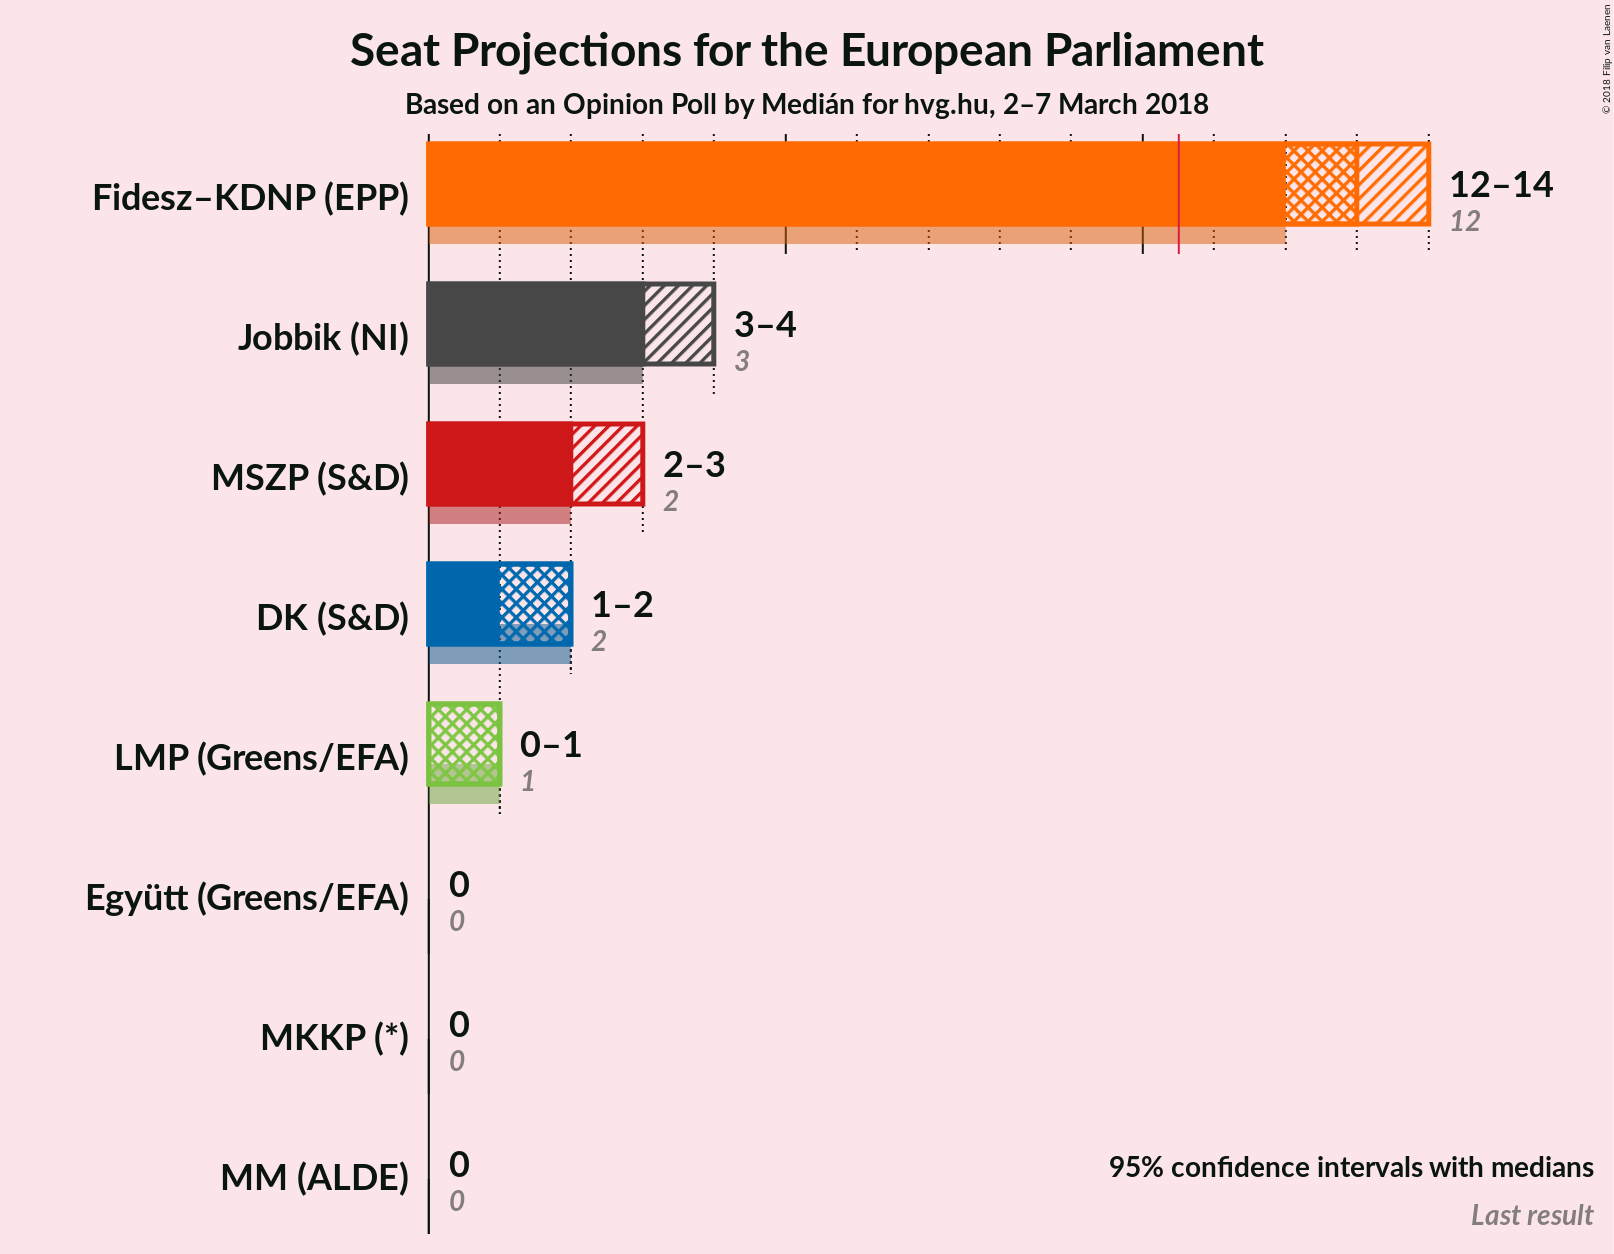 Seat Projections for the European Parliament
Based on an Opinion Poll by Medián for hvg.hu, 2–7 March 2018
© 2018 Filip van Laenen
Fidesz–KDNP (EPP)
12–14
12
Jobbik (NI)
3–4
3
MSZP (S&D)
2–3
2
DK (S&D)
1–2
2
LMP (Greens/EFA)
0–1
1
Együtt (Greens/EFA)
0
0
MKKP (*)
0
0
MM (ALDE)
0
0
95% confidence intervals with medians
Last result